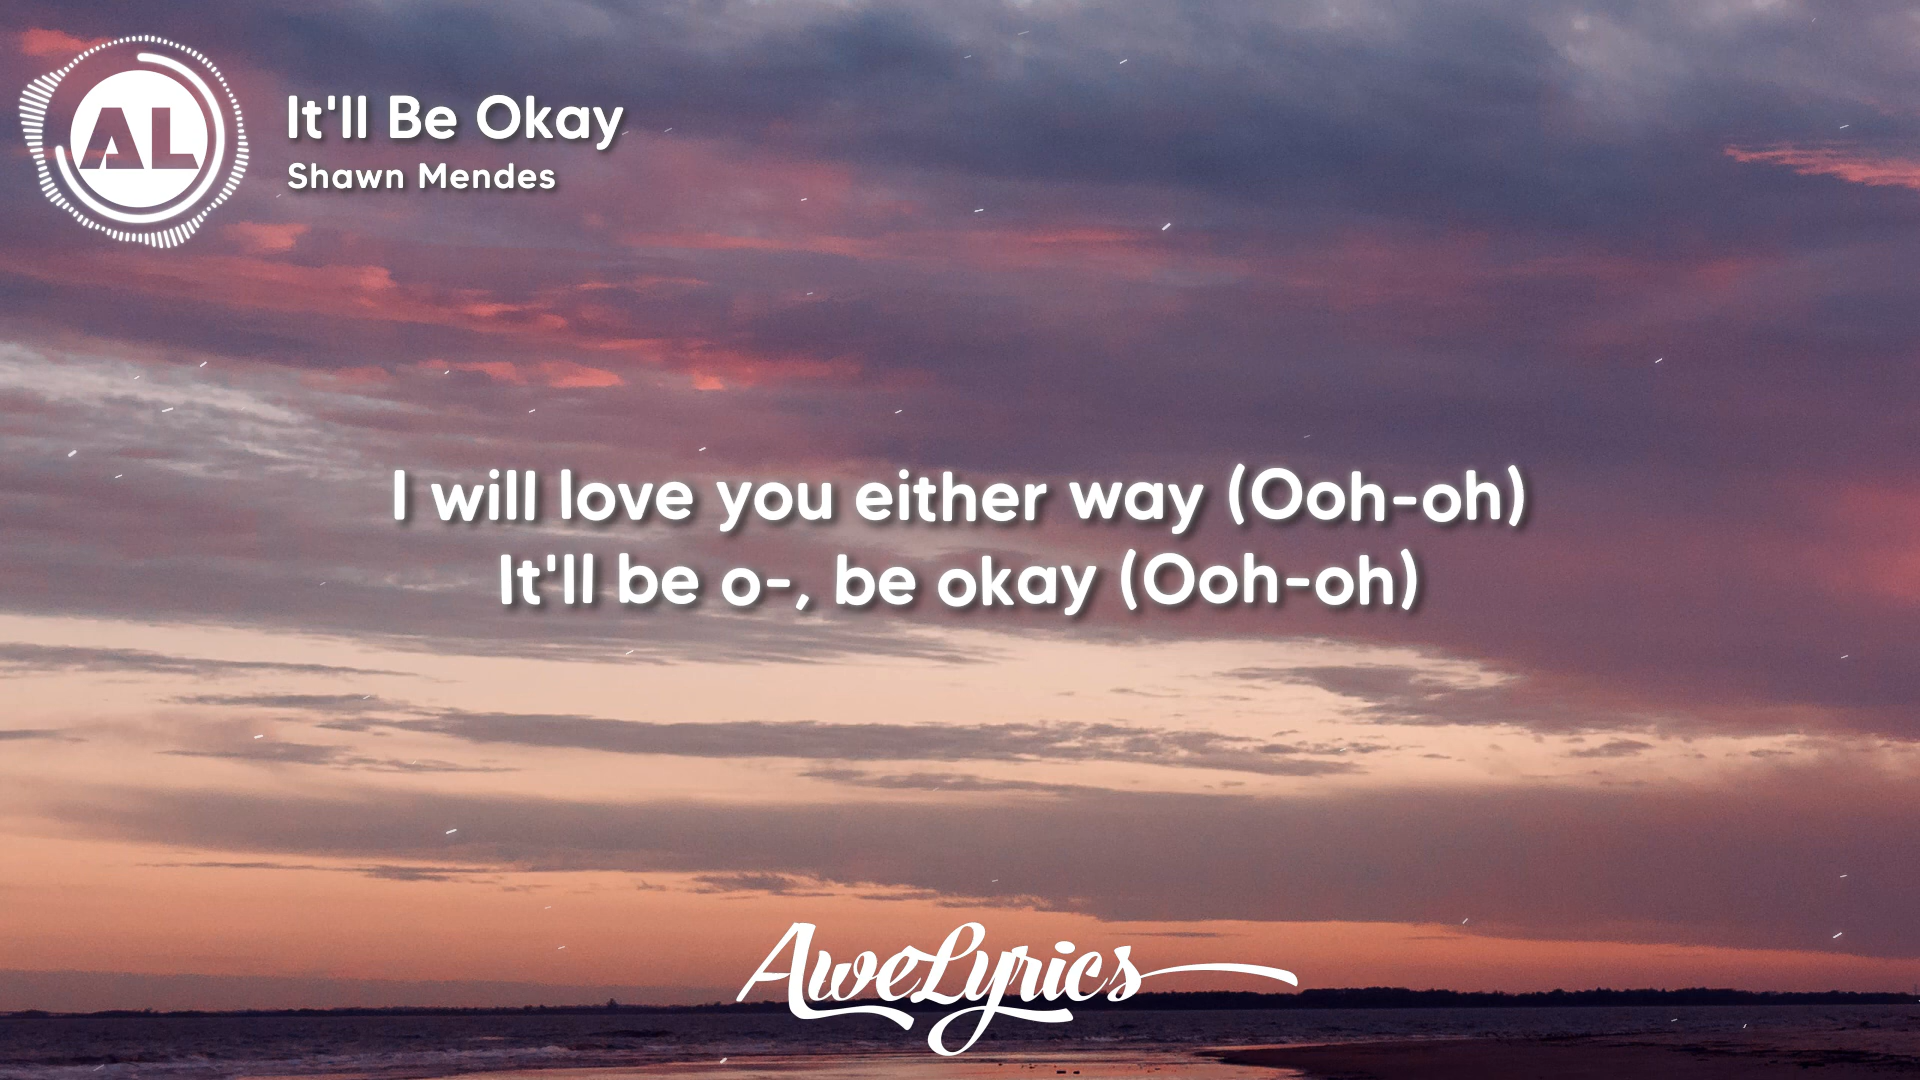 AL
It'll Be Okay
Shawn Mendes
I will love you either way (Ooh-oh)
It'll be o-, be okay (Ooh-oh)
AweLyrics